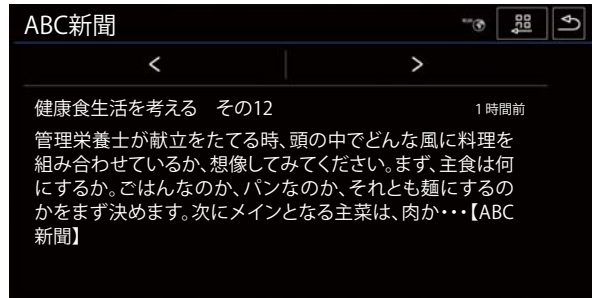 ABC新聞
< >
健康食生活を考える その12 1時間前
管理栄養士が献立をたてる時、頭の中でどんな風に料理を
組み合わせているか、想像してみてください。まず、主食は何
にするか。ごはんなのか、パンなのか、それとも麺にするの
かをまず決めます。次にメインとなる主菜は、肉か・・・【ABC
新聞】